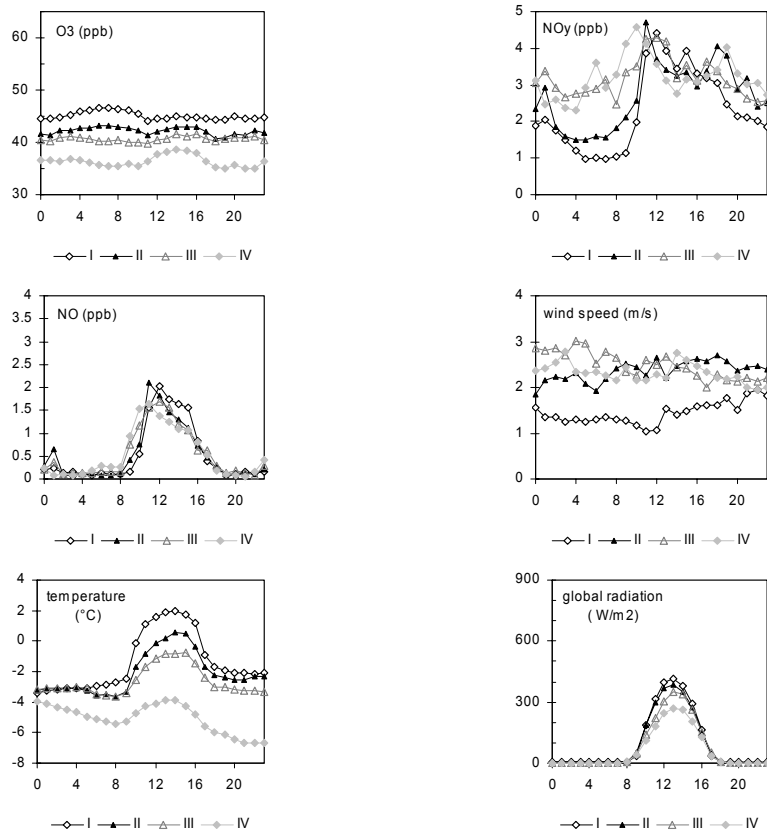 O3 (ppb)
65
60
50
40
30
0 4 8 12 16 20
I II III IV
NOy (ppb)
5
4
3
2
1
0
0 4 8 12 16 20
I II III IV
NO (ppb)
4
3.5
3
2.5
2
1.5
1
0.5
0
0 4 8 12 16 20
I II III IV
wind speed (m/s)
4
3
2
1
0
0 4 8 12 16 20
I II III IV
temperature
(°C)
4
2
0
-2
-4
-6
-8
0 4 8 12 16 20
I II III IV
global radiation
( W/m2)
900
600
300
0
0 4 8 12 16 20
I II III IV